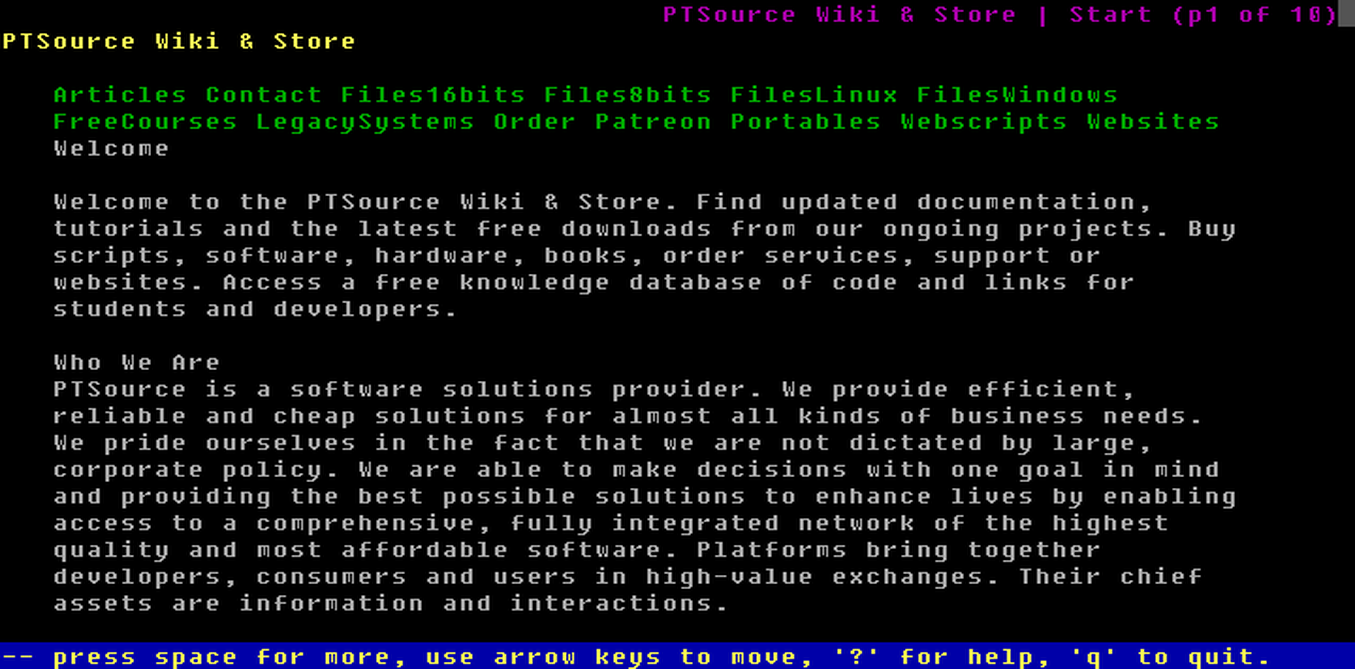 PTSource Wiki & Store | Start (p1 of 10)
PTSource Wiki & Store
Articles Contact Files16bits Files8bits FilesLinux FilesWindows
FreeCourses LegacySystems Order Patreon Portables Webscripts Websites
Welcome
Welcome to the PTSource Wiki & Store. Find updated documentation,
tutorials and the latest free downloads from our ongoing projects. Buy
scripts, software, hardware, books, order services, support or
websites. Access a free knowledge database of code and links for
students and developers.
Who We Are
PTSource is a software solutions provider. We provide efficient,
reliable and cheap solutions for almost all kinds of business needs.
We pride ourselves in the fact that we are not dictated by large,
corporate policy. We are able to make decisions with one goal in mind
and providing the best possible solutions to enhance lives by enabling
access to a comprehensive, fully integrated network of the highest
quality and most affordable software. Platforms bring together
developers, consumers and users in high-value exchanges. Their chief
assets are information and interactions.
-- press space for more, use arrow keys to move, '?' for help, 'q' to quit.